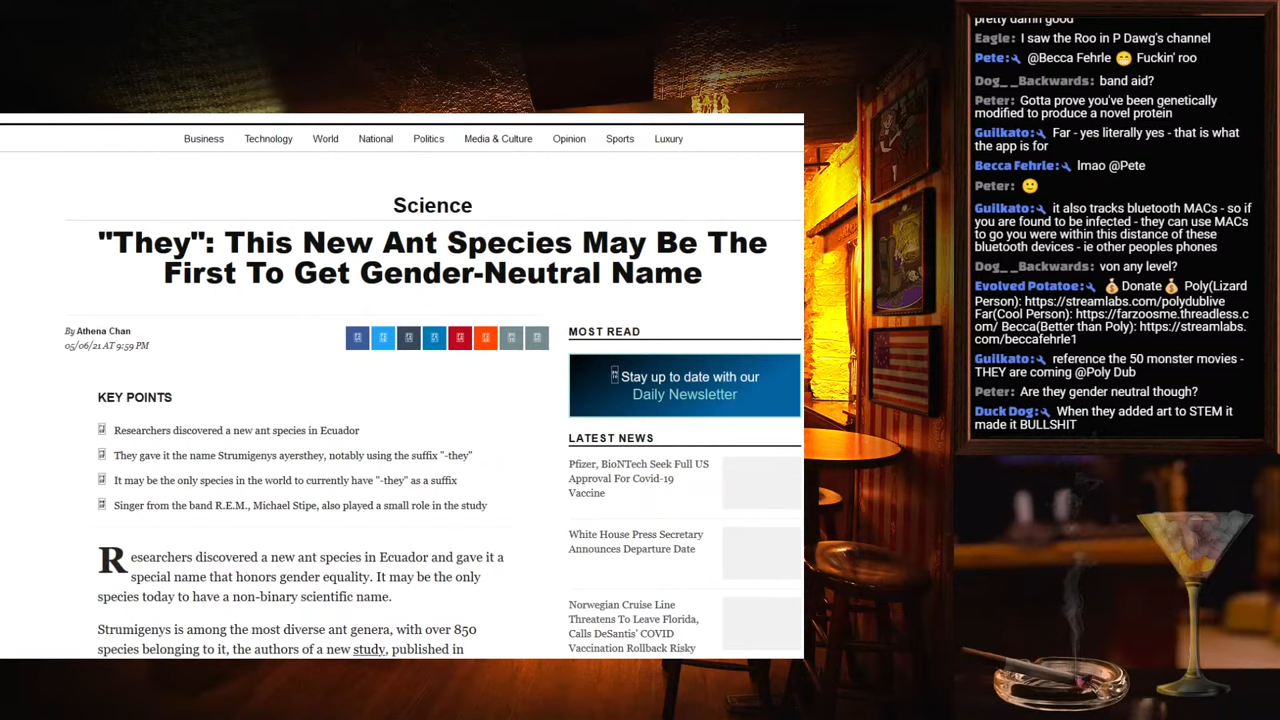 Business Technology World National Politics Media & Culture Opinion Sports Luxury
Science
"They": This New Ant Species May Be The
First To Get Gender-Neutral Name
By Athena Chan
05/06/21 AT 9:59 PM
KEY POINTS
Researchers discovered a new ant species in Ecuador
They gave it the name Strumigenys ayersthey, notably using the suffix "-they"
It may be the only species in the world to currently have "-they" as a suffix
Singer from the band R.E.M., Michael Stipe, also played a small role in the study
Researchers discovered a new ant species in Ecuador and gave it a
special name that honors gender equality. It may be the only
species today to have a non-binary scientific name.
Strumigenys is among the most diverse ant genera, with over 850
species belonging to it, the authors of a new study, published in
MOST READ
Stay up to date with our
Daily Newsletter
LATEST NEWS
Pfizer, BioNTech Seek Full US
Approval For Covid-19
Vaccine
White House Press Secretary
Announces Departure Date
Norwegian Cruise Line
Threatens To Leave Florida,
Calls DeSantis' COVID
Vaccination Rollback Risky
pretty damn good
Eagle: I saw the Roo in P Dawg's channel
Pete: @Becca Fehrle 😁 Fuckin' roo
Dog_ _Backwards: band aid?
Peter: Gotta prove you've been genetically
modified to produce a novel protein
Guilkato: Far - yes literally yes - that is what
the app is for
Becca Fehrle: lmao @Pete
Peter: 🙂
Guilkato: it also tracks bluetooth MACs - so if
you are found to be infected - they can use MACs
to go you were within this distance of these
bluetooth devices - ie other peoples phones
Dog_ _Backwards: von any level?
Evolved Potatoe: 💰Donate💰 Poly(Lizard
Person): https://streamlabs.com/polydublive
Far(Cool Person): https://farzoosme.threadless.c
om/ Becca(Better than Poly): https://streamlabs.
com/beccafehrle1
Guilkato: reference the 50 monster movies -
THEY are coming @Poly Dub
Peter: Are they gender neutral though?
Duck Dog: When they added art to STEM it
made it BULLSHIT